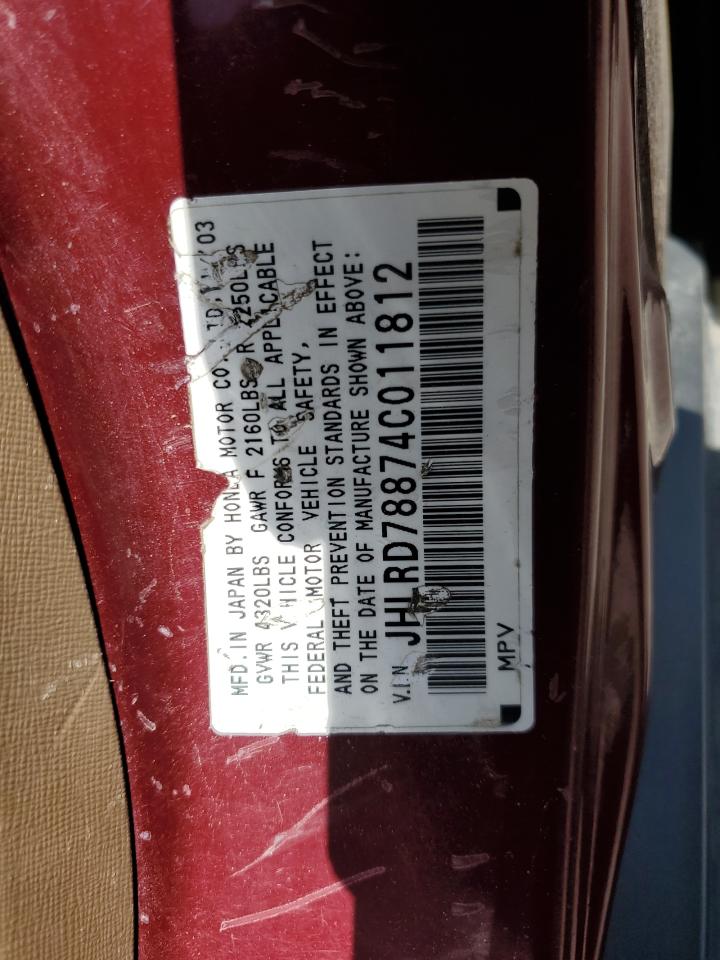 MFD. IN JAPAN BY HONDA MOTOR CO., LTD. /03
GVWR 4320LBS GAWR F 2160LBS R 2250LBS
THIS VEHICLE CONFORMS TO ALL APPLICABLE
FEDERAL MOTOR VEHICLE SAFETY,
AND THEFT PREVENTION STANDARDS IN EFFECT
ON THE DATE OF MANUFACTURE SHOWN ABOVE:
V.I.N JHLRD78874C011812
MPV